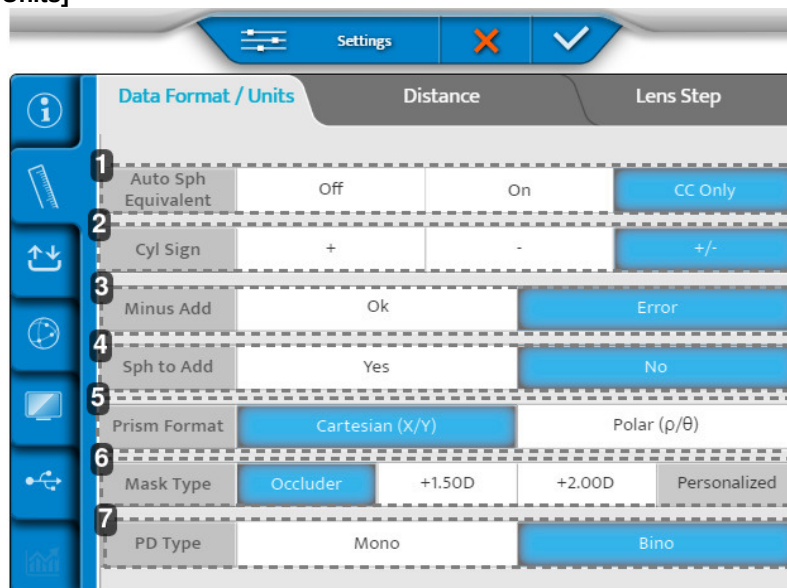 Units]
Settings
Data Format / Units Distance Lens Step
1
Auto Sph Equivalent Off On CC Only
2
Cyl Sign + - +/-
3
Minus Add Ok Error
4
Sph to Add Yes No
5
Prism Format Cartesian (X/Y) Polar (ρ/θ)
6
Mask Type Occluder +1.50D +2.00D Personalized
7
PD Type Mono Bino